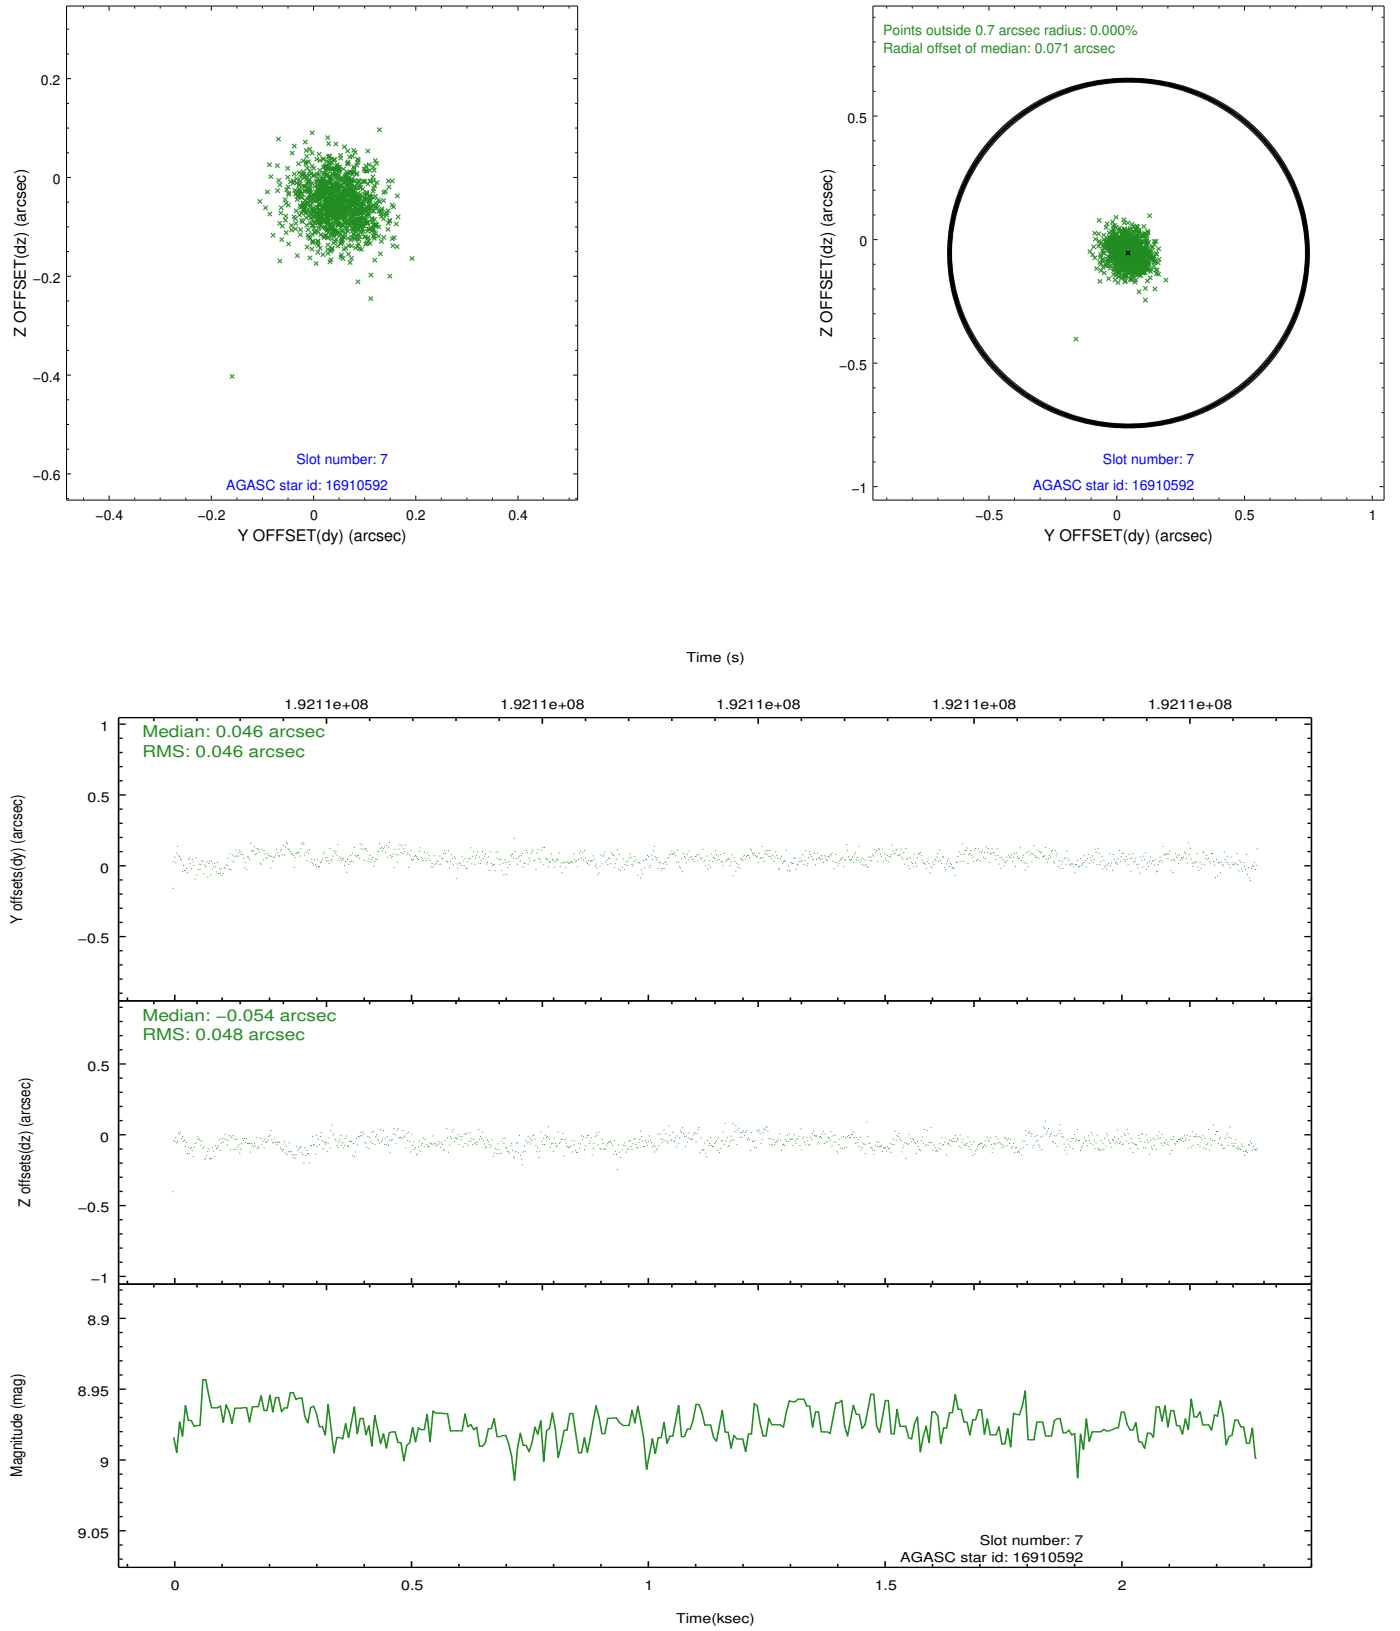 0.2
0
−0.2
−0.4
−0.6
Z OFFSET(dz) (arcsec)
Slot number: 7
AGASC star id: 16910592
−0.4 −0.2 0 0.2 0.4
Y OFFSET(dy) (arcsec)
Points outside 0.7 arcsec radius: 0.000%
Radial offset of median: 0.071 arcsec
0.5
0
−0.5
−1
Z OFFSET(dz) (arcsec)
Slot number: 7
AGASC star id: 16910592
−0.5 0 0.5 1
Y OFFSET(dy) (arcsec)
Time (s)
1.9211e+08 1.9211e+08 1.9211e+08 1.9211e+08 1.9211e+08
Median: 0.046 arcsec
RMS: 0.046 arcsec
1
0.5
0
−0.5
Y offsets(dy) (arcsec)
Median: −0.054 arcsec
RMS: 0.048 arcsec
0.5
0
−0.5
−1
Z offsets(dz) (arcsec)
8.9
8.95
9
9.05
Magnitude (mag)
Slot number: 7
AGASC star id: 16910592
0 0.5 1 1.5 2
Time(ksec)